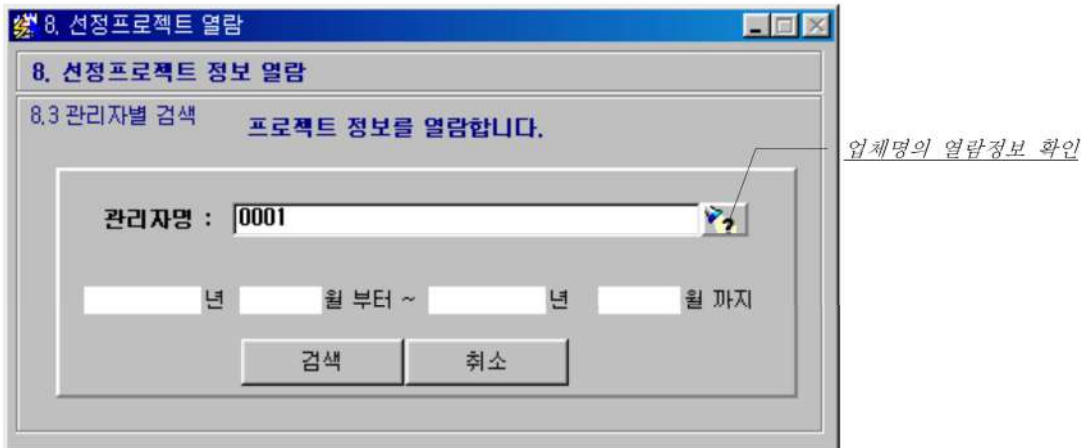 8. 선정프로젝트 열람
8. 선정프로젝트 정보 열람
8.3 관리자별 검색
프로젝트 정보를 열람합니다.
업체명의 열람정보 확인
관리자명 : 0001
년 월 부터 ~ 년 월 까지
검색 취소